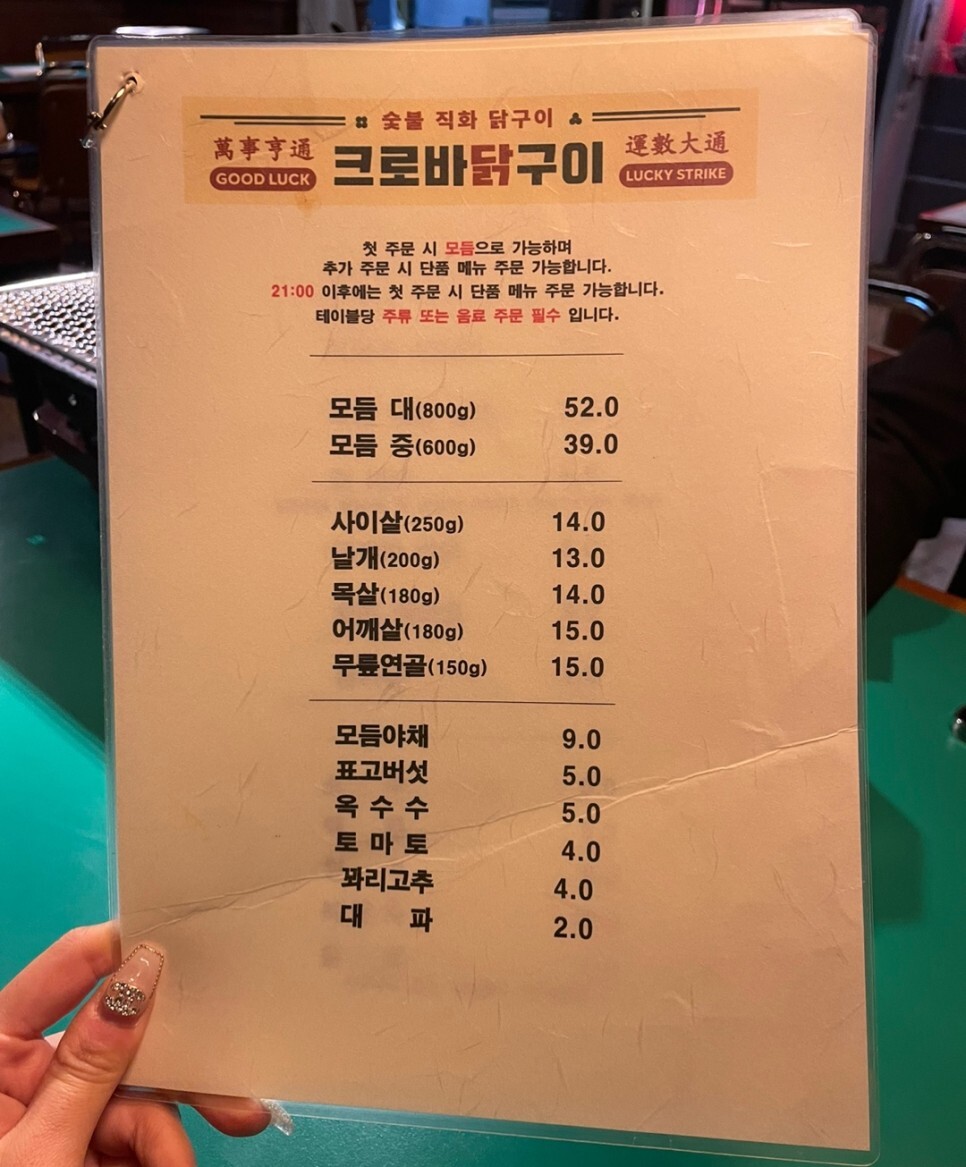 숯불 직화 닭구이
萬事亨通
GOOD LUCK
크로바닭구이
運數大通
LUCKY STRIKE
첫 주문 시 모듬으로 가능하며
추가 주문 시 단품 메뉴 주문 가능합니다.
21:00 이후에는 첫 주문 시 단품 메뉴 주문 가능합니다.
테이블당 주류 또는 음료 주문 필수 입니다.
모듬 대(800g) 52.0
모듬 중(600g) 39.0
사이살(250g) 14.0
날개(200g) 13.0
목살(180g) 14.0
어깨살(180g) 15.0
무릎연골(150g) 15.0
모듬야채 9.0
표고버섯 5.0
옥수수 5.0
토마토 4.0
꽈리고추 4.0
대파 2.0